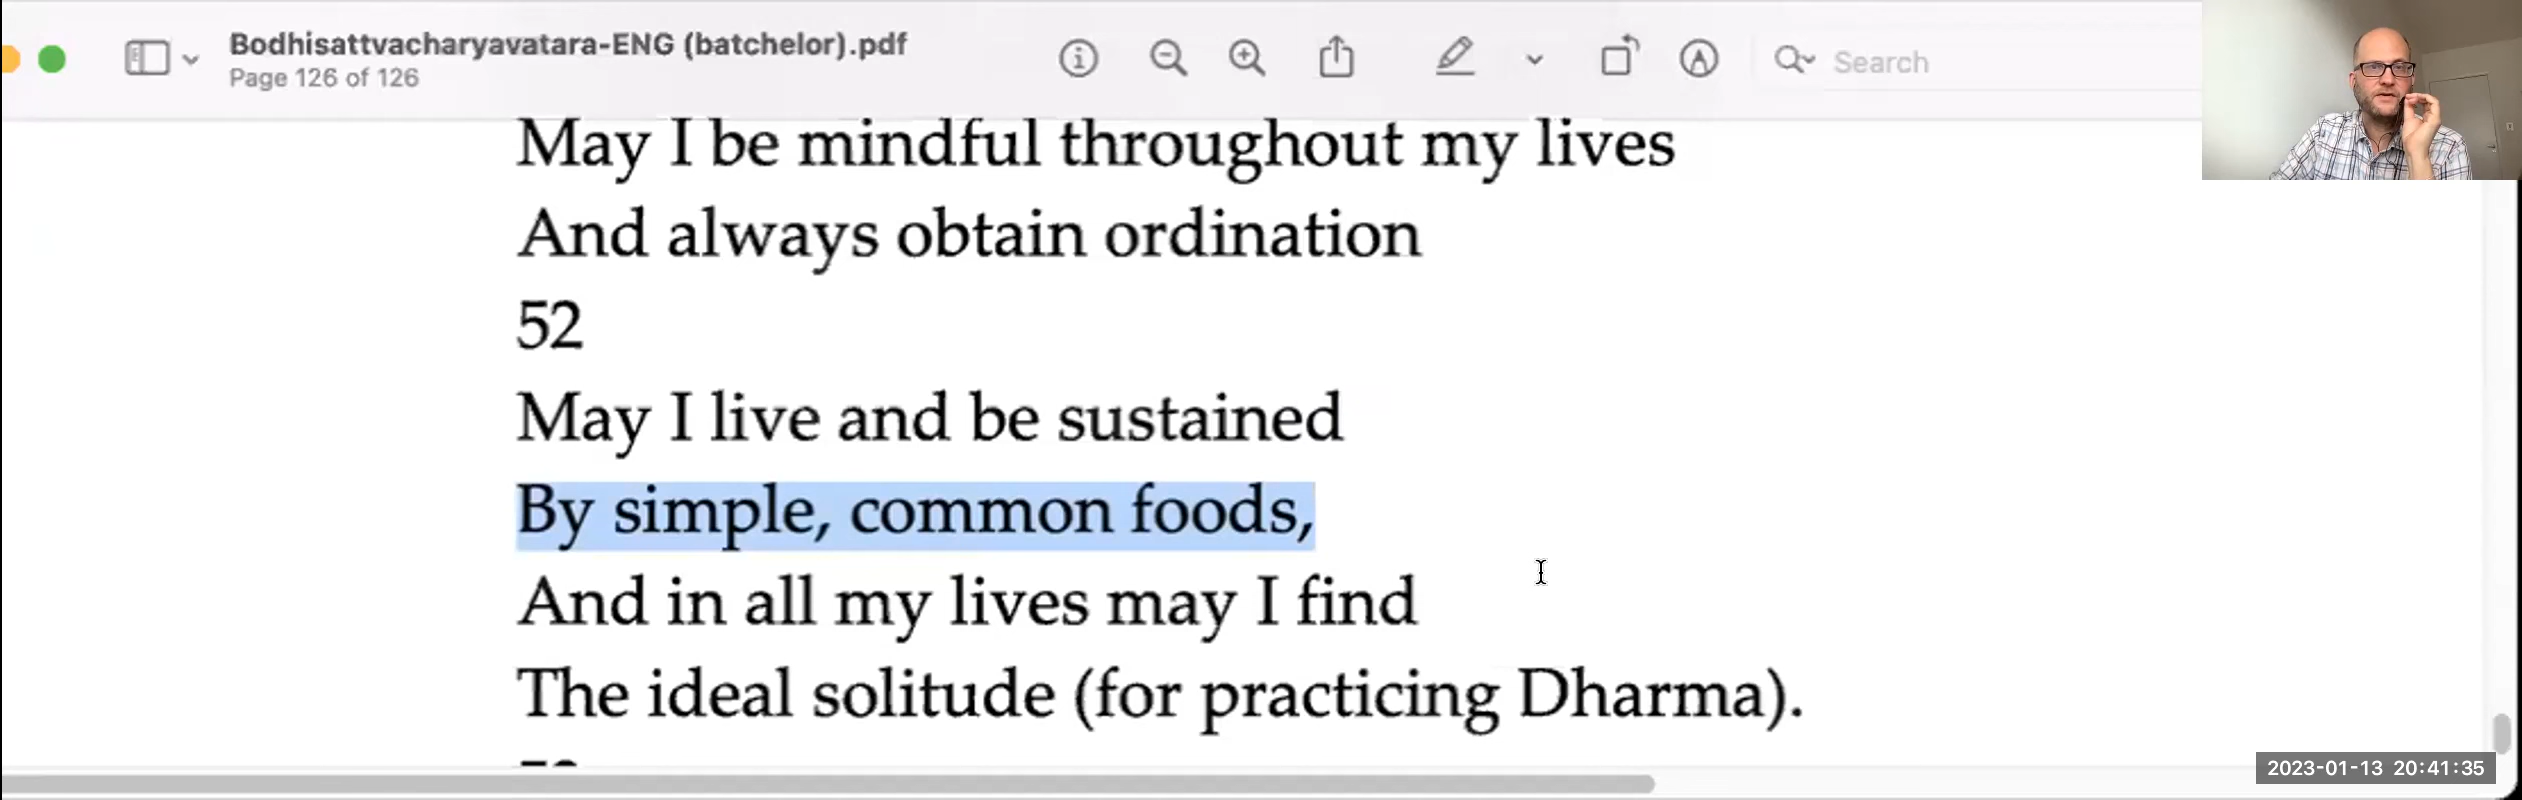 Bodhisattvacharyavatara-ENG (batchelor).pdf
Page 126 of 126
Search
May I be mindful throughout my lives
And always obtain ordination
52
May I live and be sustained
By simple, common foods,
And in all my lives may I find
The ideal solitude (for practicing Dharma).
2023-01-13 20:41:35